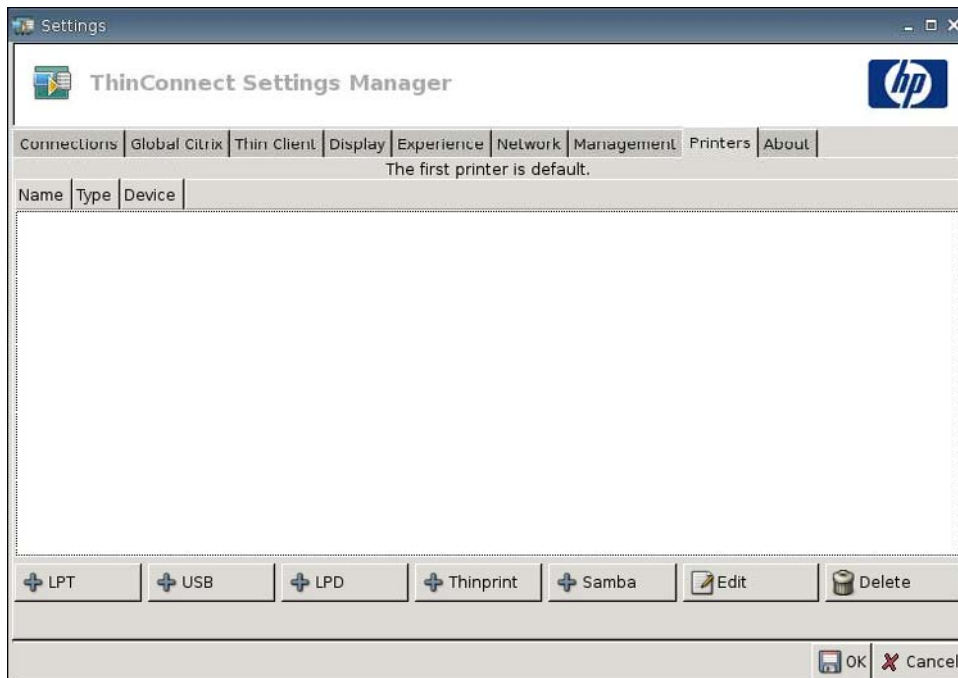 Settings
ThinConnect Settings Manager
hp
Connections Global Citrix Thin Client Display Experience Network Management Printers About
The first printer is default.
Name Type Device
LPT USB LPD Thinprint Samba Edit Delete
OK Cancel